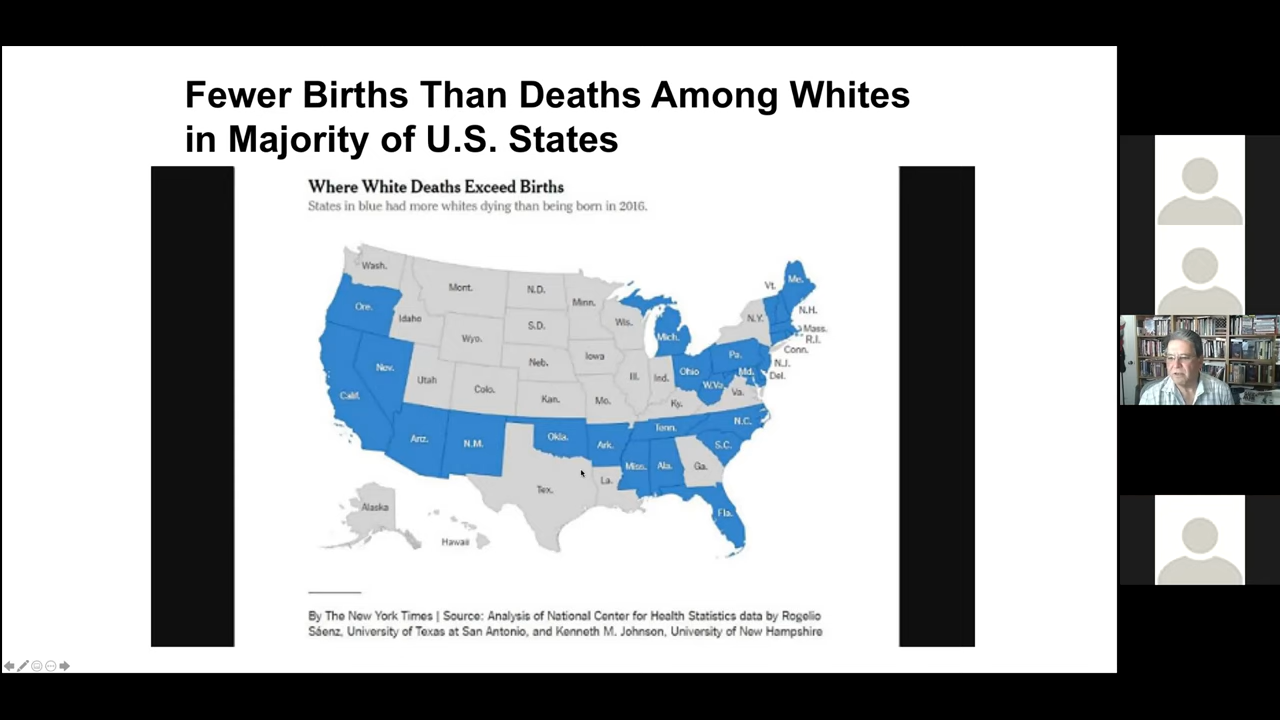 Fewer Births Than Deaths Among Whites
in Majority of U.S. States
Where White Deaths Exceed Births
States in blue had more whites dying than being born in 2016.
Wash.
Mont.
N.D.
Minn.
Vt.
Me.
Ore.
Idaho
Wis.
N.Y.
N.H.
S.D.
Mass.
Wyo.
Mich.
R.I.
Conn.
Neb.
Iowa
Pa.
N.J.
Nev.
Utah
Colo.
Ill.
Ind.
Ohio
Md.
Del.
W.Va.
Va.
Calif.
Kan.
Mo.
Ky.
Ariz.
N.M.
Okla.
Ark.
Tenn.
N.C.
S.C.
Miss.
Ala.
Ga.
Tex.
La.
Fla.
Alaska
Hawaii
By The New York Times | Source: Analysis of National Center for Health Statistics data by Rogelio
Sáenz, University of Texas at San Antonio, and Kenneth M. Johnson, University of New Hampshire